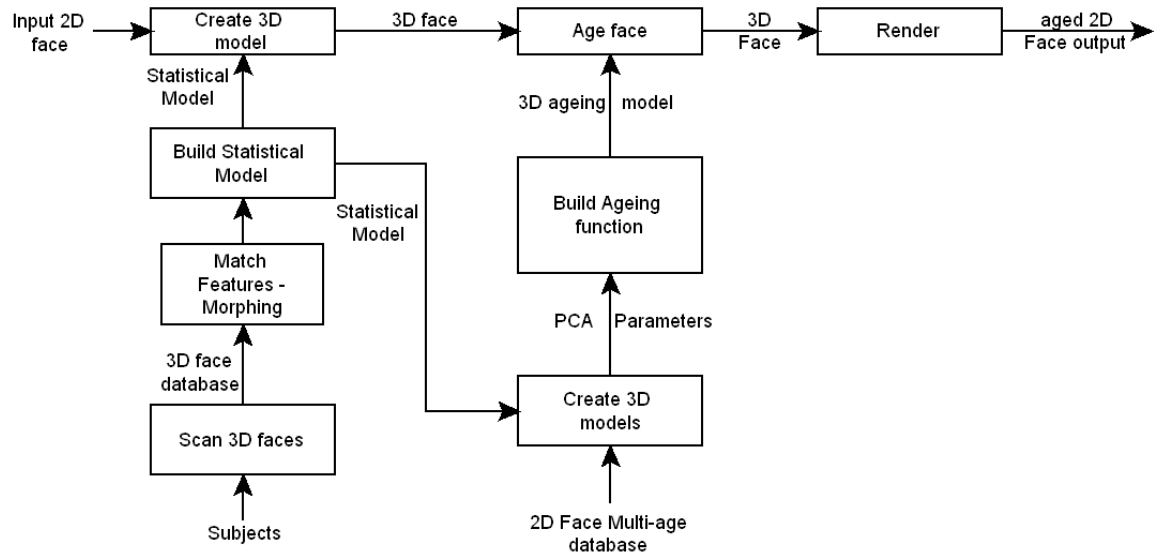 Input 2D
face
Create 3D
model
3D face
Age face
3D
Face
Render
aged 2D
Face output
Statistical
Model
3D ageing model
Build Statistical
Model
Statistical
Model
Build Ageing
function
Match
Features -
Morphing
PCA Parameters
3D face
database
Create 3D
models
Scan 3D faces
Subjects
2D Face Multi-age
database